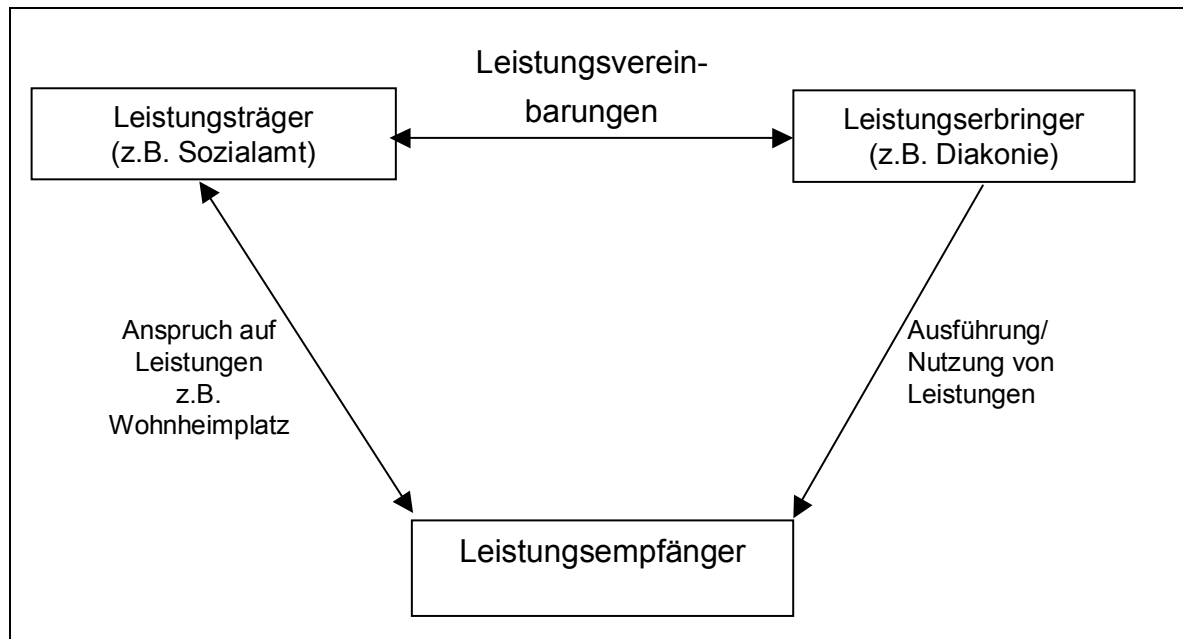 Leistungsverein-
barungen
Leistungsträger
(z.B. Sozialamt)
Leistungserbringer
(z.B. Diakonie)
Anspruch auf
Leistungen
z.B.
Wohnheimplatz
Ausführung/
Nutzung von
Leistungen
Leistungsempfänger